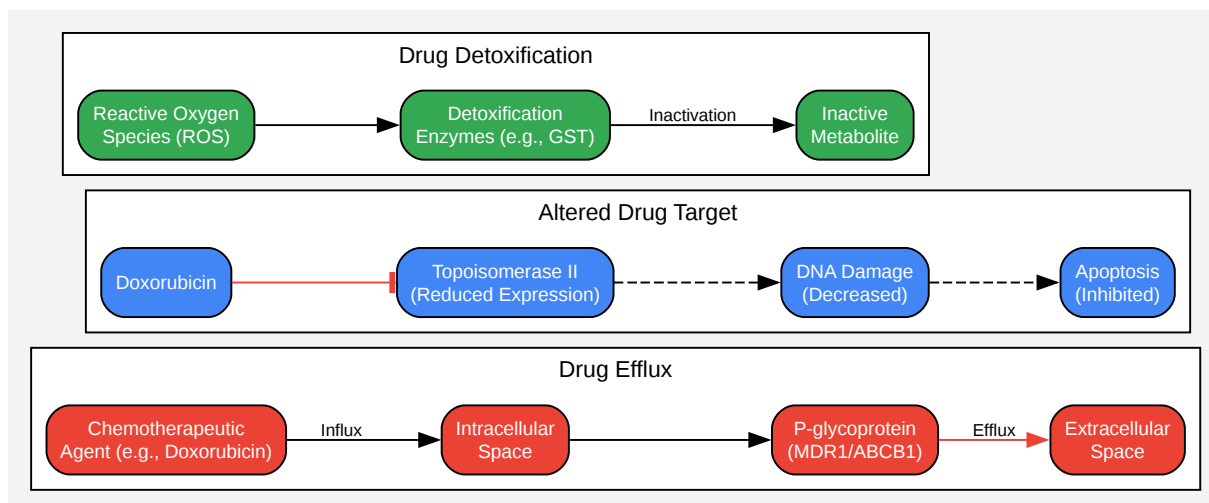 Drug Detoxification
Reactive Oxygen
Species (ROS)
Detoxification
Enzymes (e.g., GST)
Inactivation
Inactive
Metabolite
Altered Drug Target
Doxorubicin
Topoisomerase II
(Reduced Expression)
DNA Damage
(Decreased)
Apoptosis
(Inhibited)
Drug Efflux
Chemotherapeutic
Agent (e.g., Doxorubicin)
Influx
Intracellular
Space
P-glycoprotein
(MDR1/ABCB1)
Efflux
Extracellular
Space